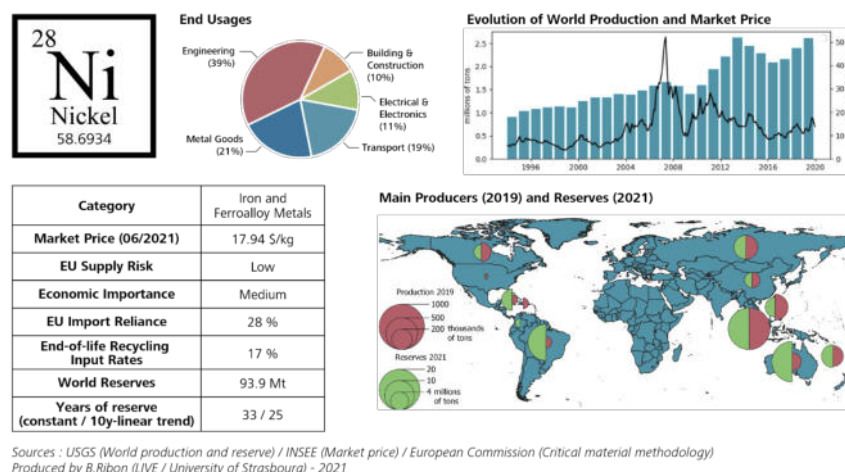 28
Ni
Nickel
58.6934
End Usages
Engineering
(39%)
Building &
Construction
(10%)
Electrical &
Electronics
(11%)
Metal Goods
(21%)
Transport (19%)
Evolution of World Production and Market Price
millions of tons
2.5
2.0
1.5
1.0
0.5
0.0
1996
2000
2004
2008
2012
2016
2020
50
40
30
20
10
0
Category
Iron and
Ferroalloy Metals
Market Price (06/2021)
17.94 $/kg
EU Supply Risk
Low
Economic Importance
Medium
EU Import Reliance
28 %
End-of-life Recycling
Input Rates
17 %
World Reserves
93.9 Mt
Years of reserve
(constant / 10y-linear trend)
33 / 25
Main Producers (2019) and Reserves (2021)
Production 2019
1000
500
200
thousands
of tons
Reserves 2021
20
10
4 millions
of tons
Sources : USGS (World production and reserve) / INSEE (Market price) / European Commission (Critical material methodology)
Produced by B.Ribon (LIVE / University of Strasbourg) - 2021